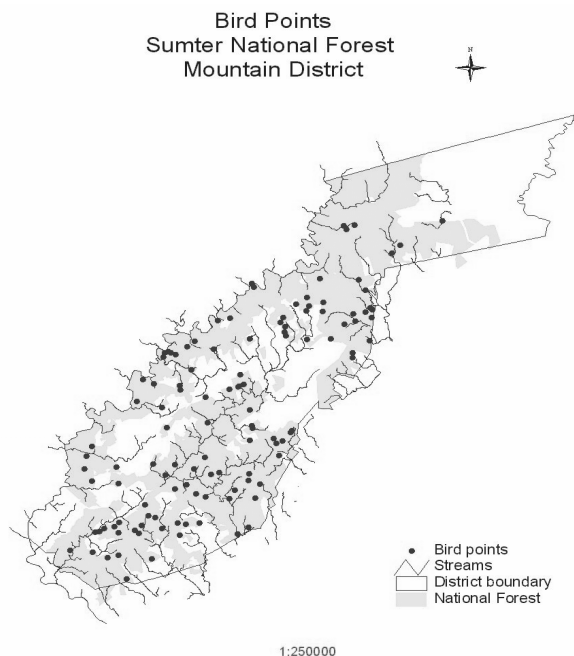 Bird Points
Sumter National Forest
Mountain District
N
Bird points
Streams
District boundary
National Forest
1:250000